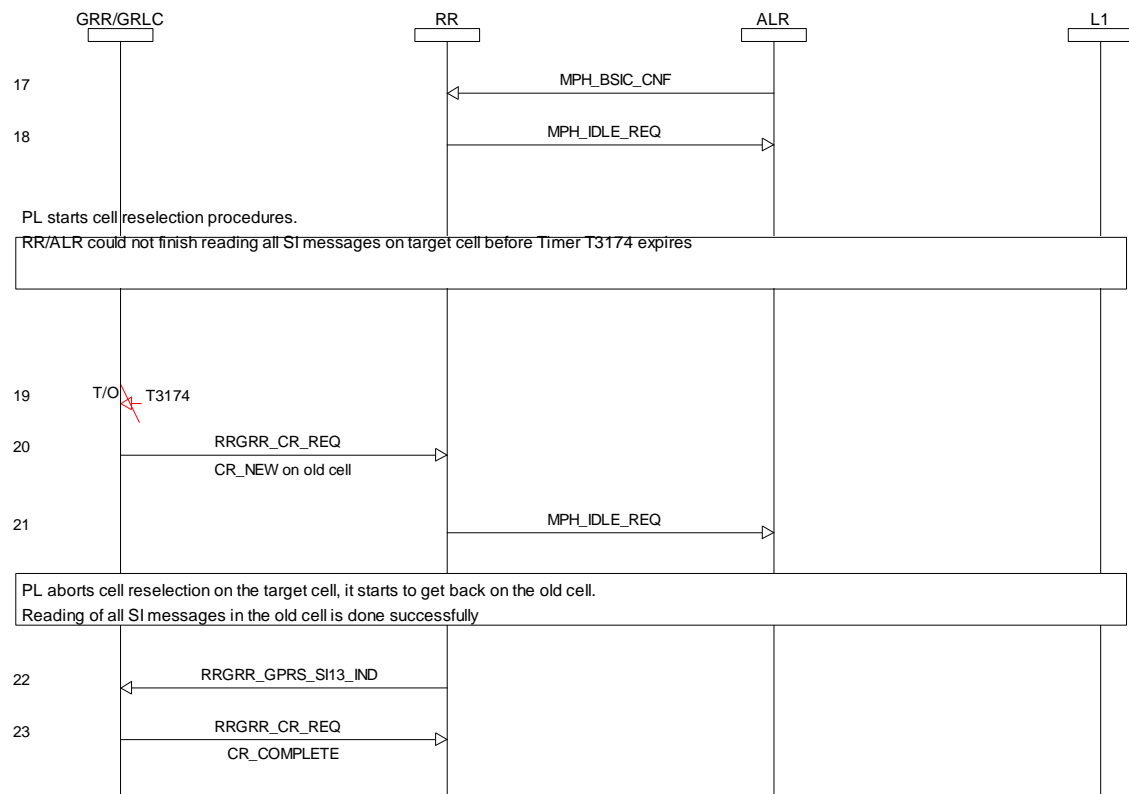 GRR/GRLC RR ALR L1
17 MPH_BSIC_CNF
18 MPH_IDLE_REQ
PL starts cell reselection procedures.
RR/ALR could not finish reading all SI messages on target cell before Timer T3174 expires
19 T/O T3174
20 RRGRR_CR_REQ
CR_NEW on old cell
21 MPH_IDLE_REQ
PL aborts cell reselection on the target cell, it starts to get back on the old cell.
Reading of all SI messages in the old cell is done successfully
22 RRGRR_GPRS_SI13_IND
23 RRGRR_CR_REQ
CR_COMPLETE